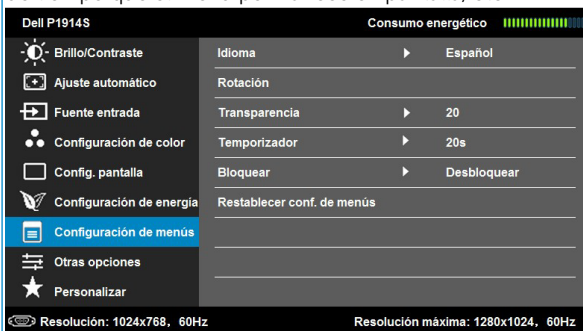 Dell P1914S Consumo energético
Brillo/Contraste Idioma Español
Ajuste automático Rotación
Fuente entrada Transparencia 20
Configuración de color Temporizador 20s
Config. pantalla Bloquear Desbloquear
Configuración de energía Restablecer conf. de menús
Configuración de menús
Otras opciones
Personalizar
Resolución: 1024x768, 60Hz Resolución máxima: 1280x1024, 60Hz